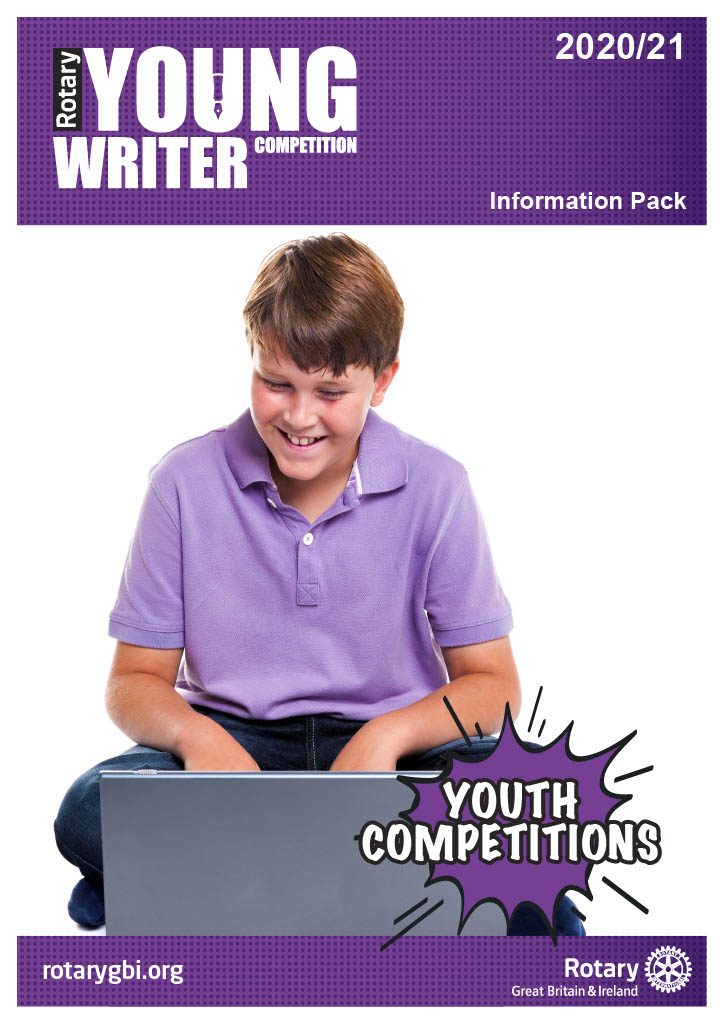 2020/21
Rotary
YOUNG
WRITER COMPETITION
Information Pack
YOUTH
COMPETITIONS
rotarygbi.org
Rotary
Great Britain & Ireland